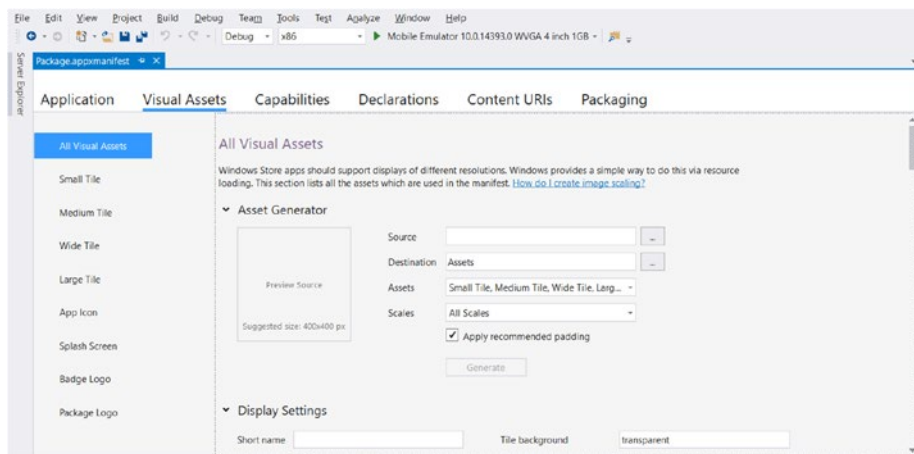 File Edit View Project Build Debug Team Tools Test Analyze Window Help
Debug x86 Mobile Emulator 10.0.14393.0 WVGA 4 inch 1GB
Server Explorer
Package.appxmanifest
Application Visual Assets Capabilities Declarations Content URIs Packaging
All Visual Assets
Small Tile
Medium Tile
Wide Tile
Large Tile
App Icon
Splash Screen
Badge Logo
Package Logo
All Visual Assets
Windows Store apps should support displays of different resolutions. Windows provides a simple way to do this via resource
loading. This section lists all the assets which are used in the manifest. How do I create image scaling?
Asset Generator
Preview Source
Suggested size: 400x400 px
Source ...
Destination Assets ...
Assets Small Tile, Medium Tile, Wide Tile, Larg...
Scales All Scales
Apply recommended padding
Generate
Display Settings
Short name Tile background transparent